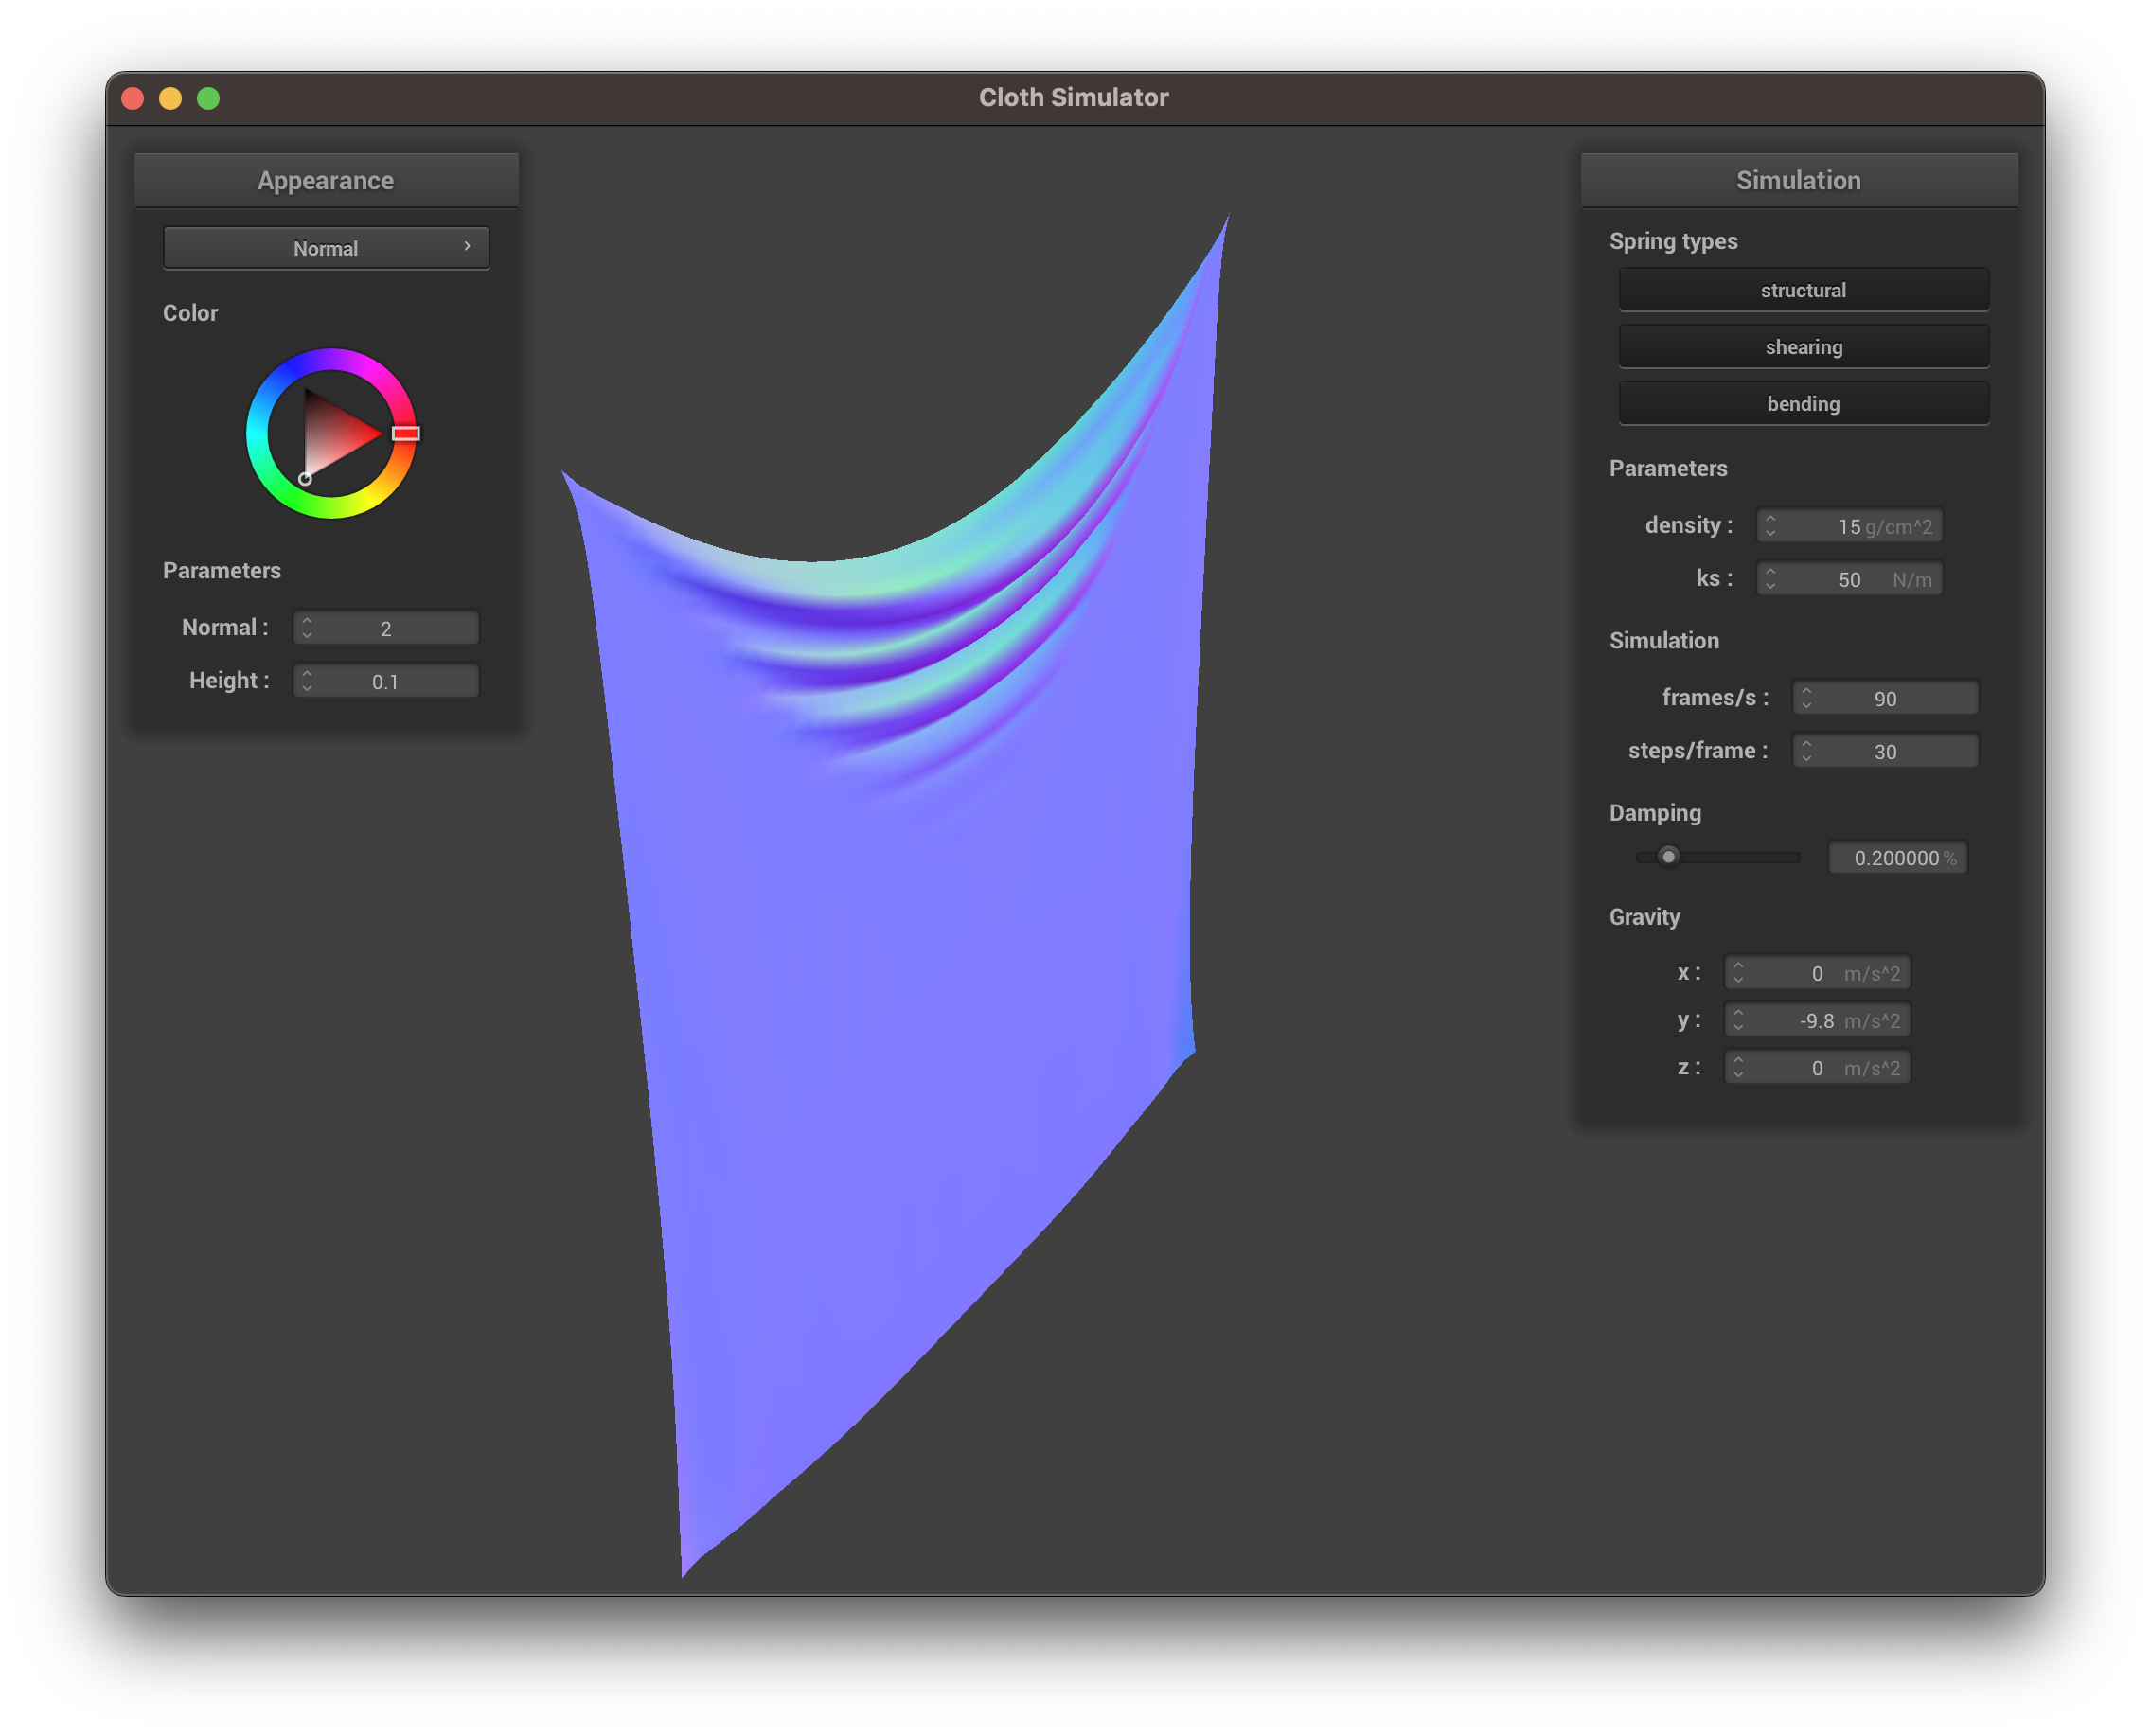 Cloth Simulator
Appearance
Normal
Color
Parameters
Normal : 2
Height : 0.1
Simulation
Spring types
structural
shearing
bending
Parameters
density : 15 g/cm^2
ks : 50 N/m
Simulation
frames/s : 90
steps/frame : 30
Damping
0.200000 %
Gravity
x : 0 m/s^2
y : -9.8 m/s^2
z : 0 m/s^2